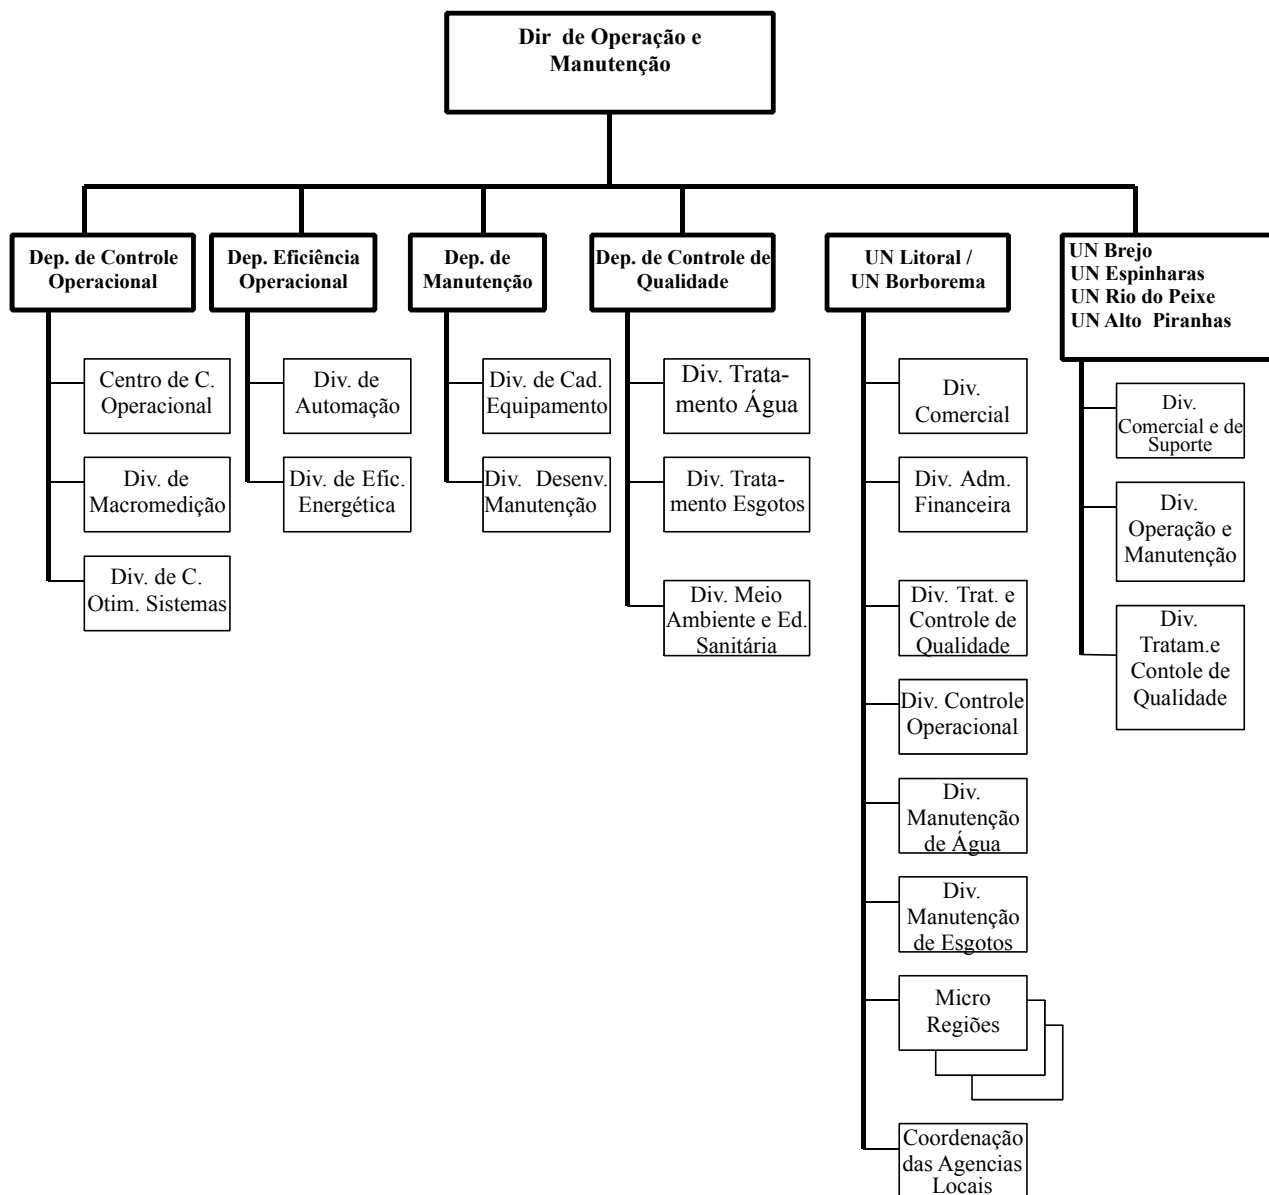 Dir de Operação e
Manutenção
Dep. de Controle
Operacional
Dep. Eficiência
Operacional
Dep. de
Manutenção
Dep. de Controle de
Qualidade
UN Litoral /
UN Borborema
UN Brejo
UN Espinharas
UN Rio do Peixe
UN Alto Piranhas
Centro de C.
Operacional
Div. de
Macromedição
Div. de C.
Otim. Sistemas
Div. de
Automação
Div. de Efic.
Energética
Div. de Cad.
Equipamento
Div. Desenv.
Manutenção
Div. Trata-
mento Água
Div. Trata-
mento Esgotos
Div. Meio
Ambiente e Ed.
Sanitária
Div.
Comercial
Div. Adm.
Financeira
Div. Trat. e
Controle de
Qualidade
Div. Controle
Operacional
Div.
Manutenção
de Água
Div.
Manutenção
de Esgotos
Micro
Regiões
Coordenação
das Agencias
Locais
Div.
Comercial e de
Suporte
Div.
Operação e
Manutenção
Div.
Tratam.e
Contole de
Qualidade